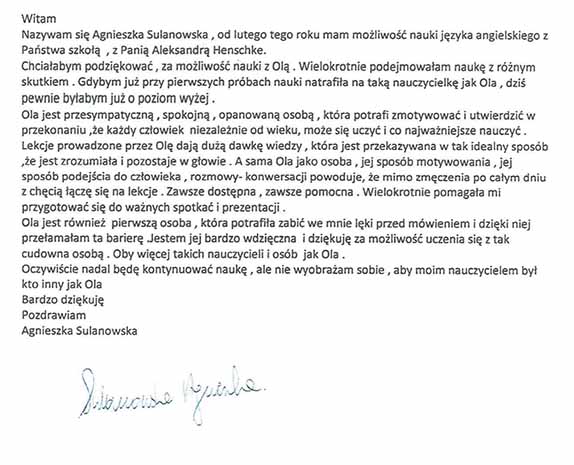 Witam
Nazywam się Agnieszka Sulanowska , od lutego tego roku mam możliwość nauki języka angielskiego z
Państwa szkołą , z Panią Aleksandrą Henschke.
Chciałabym podziękować , za możliwość nauki z Olą . Wielokrotnie podejmowałam naukę z różnym
skutkiem . Gdybym już przy pierwszych próbach nauki natrafiła na taką nauczycielkę jak Ola , dziś
pewnie byłabym już o poziom wyżej .
Ola jest przesympatyczną , spokojną , opanowaną osobą , która potrafi zmotywować i utwierdzić w
przekonaniu ,że każdy człowiek  niezależnie od wieku, może się uczyć i co najważniejsze nauczyć .
Lekcje prowadzone przez Olę dają dużą dawkę wiedzy , która jest przekazywana w tak idealny sposób
,że jest zrozumiała i pozostaje w głowie . A sama Ola jako osoba , jej sposób motywowania , jej
sposób podejścia do człowieka , rozmowy- konwersacji powoduje, że mimo zmęczenia po całym dniu
z chęcią łączę się na lekcje . Zawsze dostępna , zawsze pomocna . Wielokrotnie pomagała mi
przygotować się do ważnych spotkać i prezentacji .
Ola jest również  pierwszą osoba , która potrafiła zabić we mnie lęki przed mówieniem i dzięki niej
przełamałam ta barierę .Jestem jej bardzo wdzięczna  i dziękuję za możliwość uczenia się z tak
cudowna osobą . Oby więcej takich nauczycieli i osób  jak Ola .
Oczywiście nadal będę kontynuować naukę , ale nie wyobrażam sobie , aby moim nauczycielem był
kto inny jak Ola
Bardzo dziękuję
Pozdrawiam
Agnieszka Sulanowska
Sulanowska Agnieszka